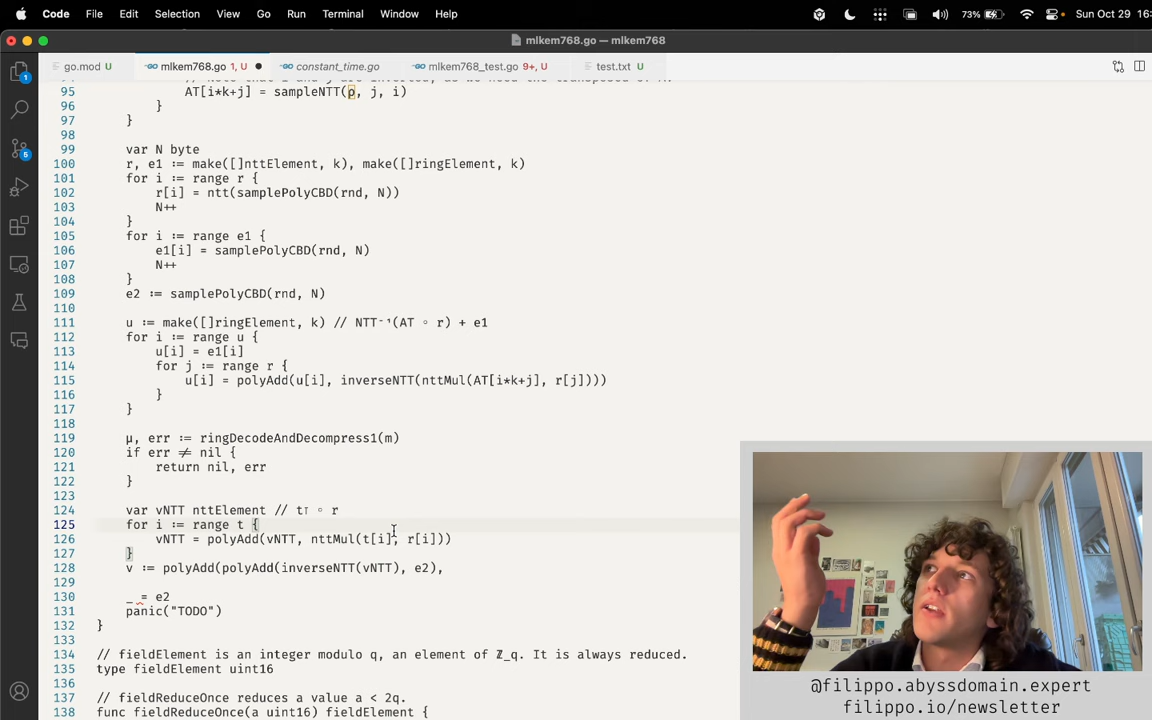 Code File Edit Selection View Go Run Terminal Window Help 73% Sun Oct 29 16:
mlkem768.go — mlkem768
go.mod U mlkem768.go 1, U constant_time.go mlkem768_test.go 9+, U test.txt U
95 AT[i*k+j] = sampleNTT(ρ, j, i)
96 }
97 }
98
99 var N byte
100 r, e1 := make([]nttElement, k), make([]ringElement, k)
101 for i := range r {
102 r[i] = ntt(samplePolyCBD(rnd, N))
103 N++
104 }
105 for i := range e1 {
106 e1[i] = samplePolyCBD(rnd, N)
107 N++
108 }
109 e2 := samplePolyCBD(rnd, N)
110
111 u := make([]ringElement, k) // NTT⁻¹(AT ◦ r) + e1
112 for i := range u {
113 u[i] = e1[i]
114 for j := range r {
115 u[i] = polyAdd(u[i], inverseNTT(nttMul(AT[i*k+j], r[j])))
116 }
117 }
118
119 μ, err := ringDecodeAndDecompress1(m)
120 if err ≠ nil {
121 return nil, err
122 }
123
124 var vNTT nttElement // t⊺ ◦ r
125 for i := range t {
126 vNTT = polyAdd(vNTT, nttMul(t[i], r[i]))
127 }
128 v := polyAdd(polyAdd(inverseNTT(vNTT), e2),
129
130 _ = e2
131 panic("TODO")
132 }
133
134 // fieldElement is an integer modulo q, an element of ℤ_q. It is always reduced.
135 type fieldElement uint16
136
137 // fieldReduceOnce reduces a value a < 2q.
138 func fieldReduceOnce(a uint16) fieldElement {
1
5
@filippo.abyssdomain.expert
filippo.io/newsletter